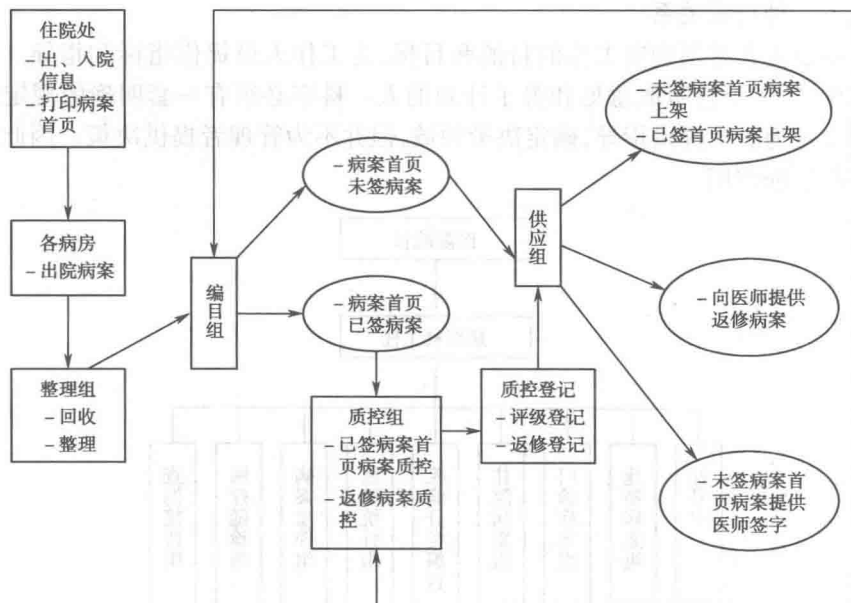 住院处
－出、入院
信息
－打印病案
首页
各病房
－出院病案
整理组
－回收
－整理
编目组
－病案首页
未签病案
－病案首页
已签病案
质控组
－已签病案首
页病案质控
－返修病案质
控
质控登记
－评级登记
－返修登记
供应组
－未签病案首页病案
上架
－已签首页病案上架
－向医师提供
返修病案
－未签病案首
页病案提供
医师签字